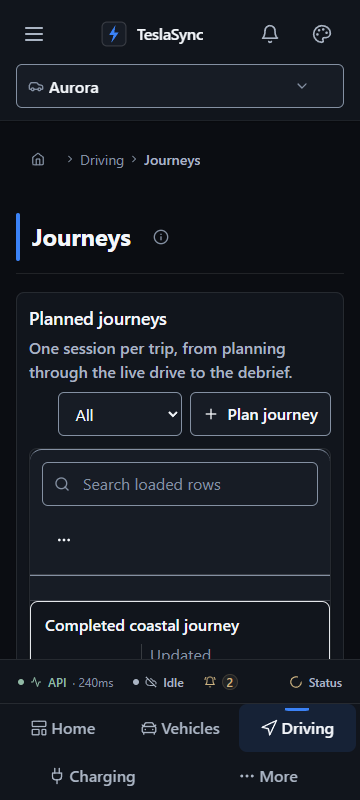 TeslaSync
Aurora
Driving
Journeys
Journeys
Planned journeys
One session per trip, from planning
through the live drive to the debrief.
All
Plan journey
Search loaded rows
...
Completed coastal journey
Updated
API · 240ms
Idle
2
Status
Home
Vehicles
Driving
Charging
More